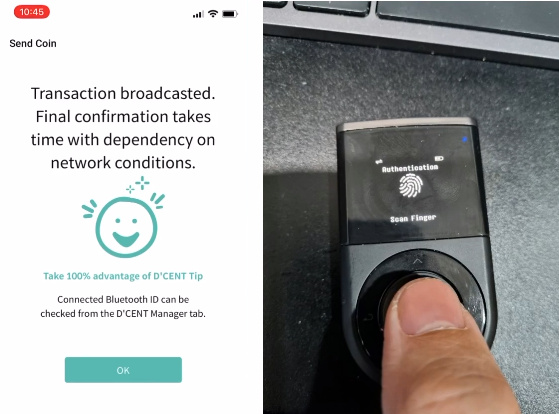 10:45
Send Coin
Transaction broadcasted.
Final confirmation takes
time with dependency on
network conditions.
Take 100% advantage of D'CENT Tip
Connected Bluetooth ID can be
checked from the D'CENT Manager tab.
OK
Authentication
Scan Finger